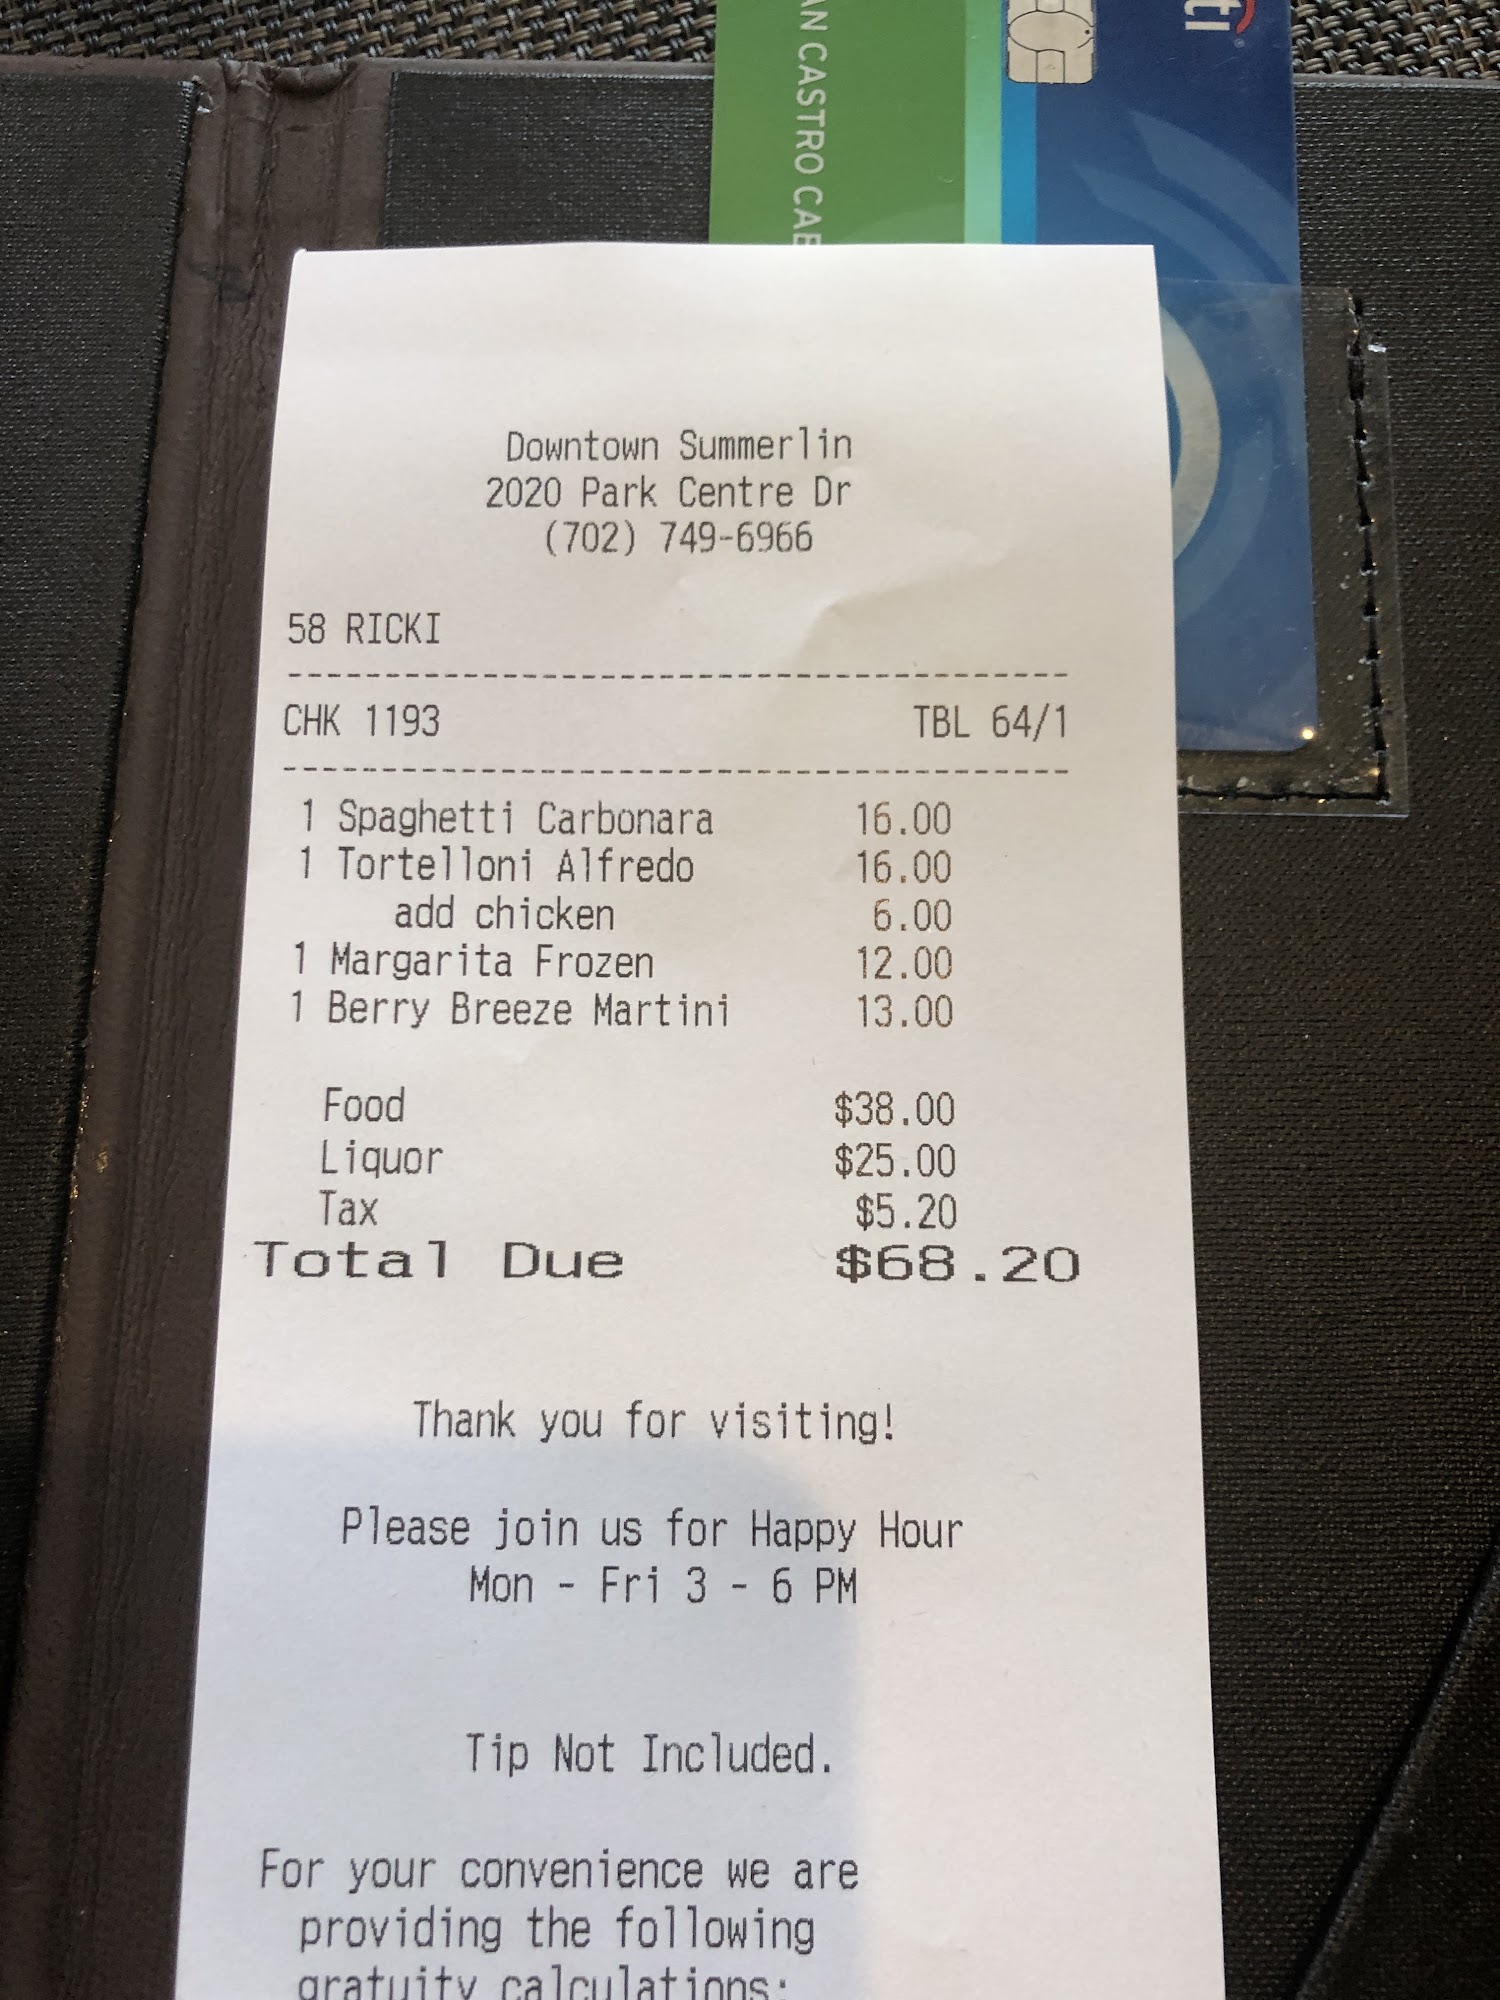 AN CASTRO CAB
ti
Downtown Summerlin
2020 Park Centre Dr
(702) 749-6966
58 RICKI
----------------------------------------
CHK 1193 TBL 64/1
----------------------------------------
1 Spaghetti Carbonara 16.00
1 Tortelloni Alfredo 16.00
add chicken 6.00
1 Margarita Frozen 12.00
1 Berry Breeze Martini 13.00
Food $38.00
Liquor $25.00
Tax $5.20
Total Due $68.20
Thank you for visiting!
Please join us for Happy Hour
Mon - Fri 3 - 6 PM
Tip Not Included.
For your convenience we are
providing the following
gratuity calculations: